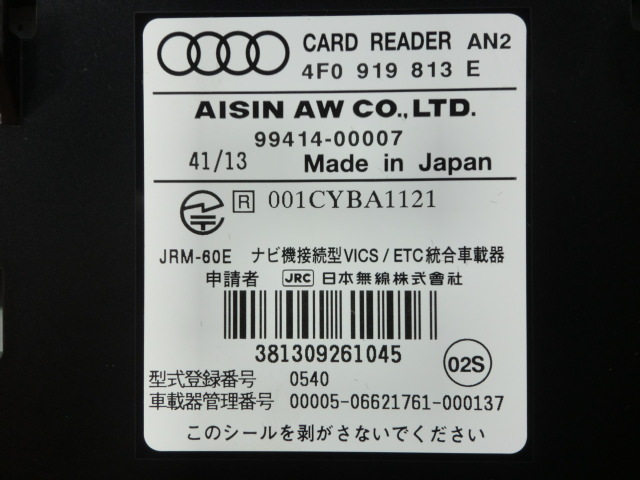 CARD READER AN2
4F0 919 813 E
AISIN AW CO.,LTD.
99414-00007
41/13 Made in Japan
R 001CYBA1121
JRM-60E ナビ機接続型VICS/ETC統合車載器
申請者 JRC 日本無線株式會社
381309261045
02S
型式登録番号 0540
車載器管理番号 00005-06621761-000137
このシールを剥がさないでください